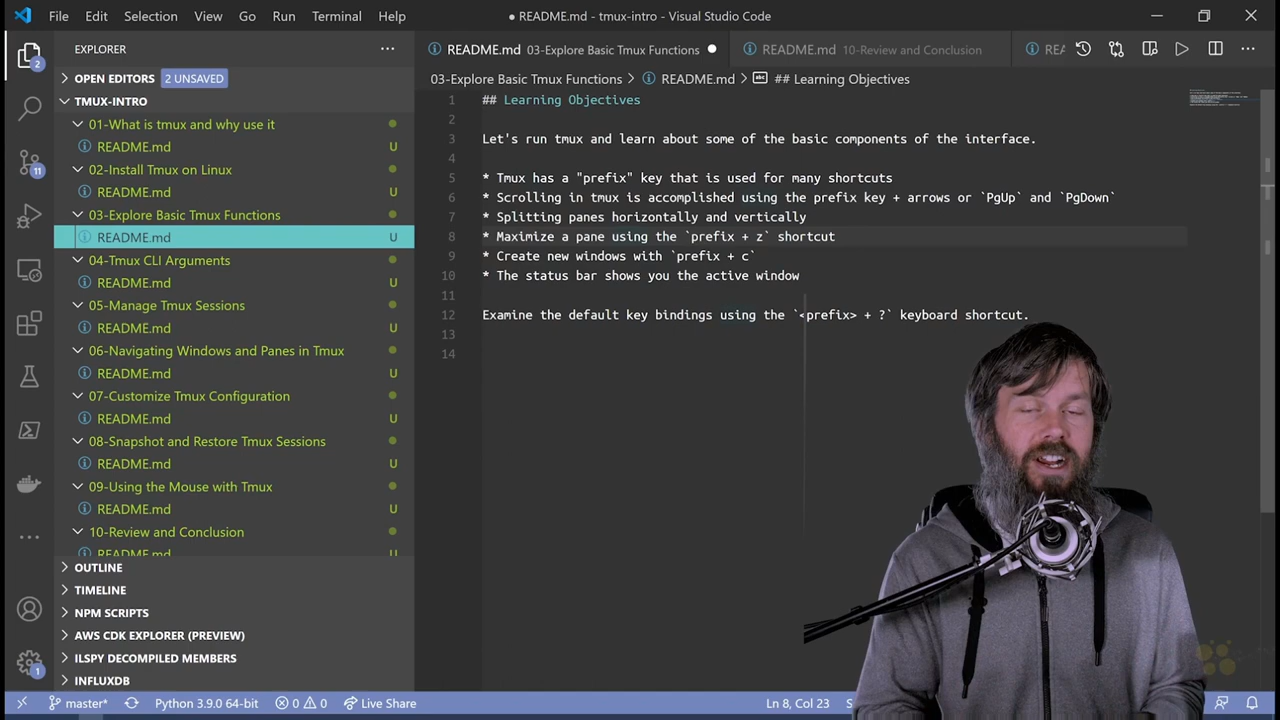 File Edit Selection View Go Run Terminal Help
● README.md - tmux-intro - Visual Studio Code
EXPLORER
README.md 03-Explore Basic Tmux Functions
README.md 10-Review and Conclusion
OPEN EDITORS 2 UNSAVED
03-Explore Basic Tmux Functions > README.md > ## Learning Objectives
TMUX-INTRO
01-What is tmux and why use it
README.md U
02-Install Tmux on Linux
README.md U
03-Explore Basic Tmux Functions
README.md U
04-Tmux CLI Arguments
README.md U
05-Manage Tmux Sessions
README.md U
06-Navigating Windows and Panes in Tmux
README.md U
07-Customize Tmux Configuration
README.md U
08-Snapshot and Restore Tmux Sessions
README.md U
09-Using the Mouse with Tmux
README.md U
10-Review and Conclusion
README.md U
OUTLINE
TIMELINE
NPM SCRIPTS
AWS CDK EXPLORER (PREVIEW)
ILSPY DECOMPILED MEMBERS
INFLUXDB
2
11
1
1 ## Learning Objectives
2
3 Let's run tmux and learn about some of the basic components of the interface.
4
5 * Tmux has a "prefix" key that is used for many shortcuts
6 * Scrolling in tmux is accomplished using the prefix key + arrows or `PgUp` and `PgDown`
7 * Splitting panes horizontally and vertically
8 * Maximize a pane using the `prefix + z` shortcut
9 * Create new windows with `prefix + c`
10 * The status bar shows you the active window
11
12 Examine the default key bindings using the `<prefix> + ?` keyboard shortcut.
13
14
master* Python 3.9.0 64-bit 0 0 Live Share Ln 8, Col 23